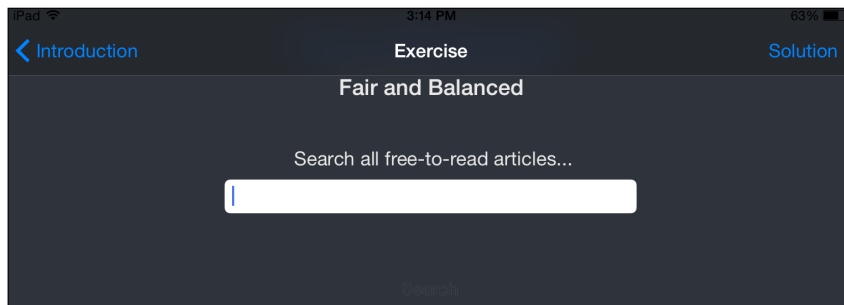 iPad 3:14 PM 63%
Introduction Exercise Solution
Fair and Balanced
Search all free-to-read articles...
Search